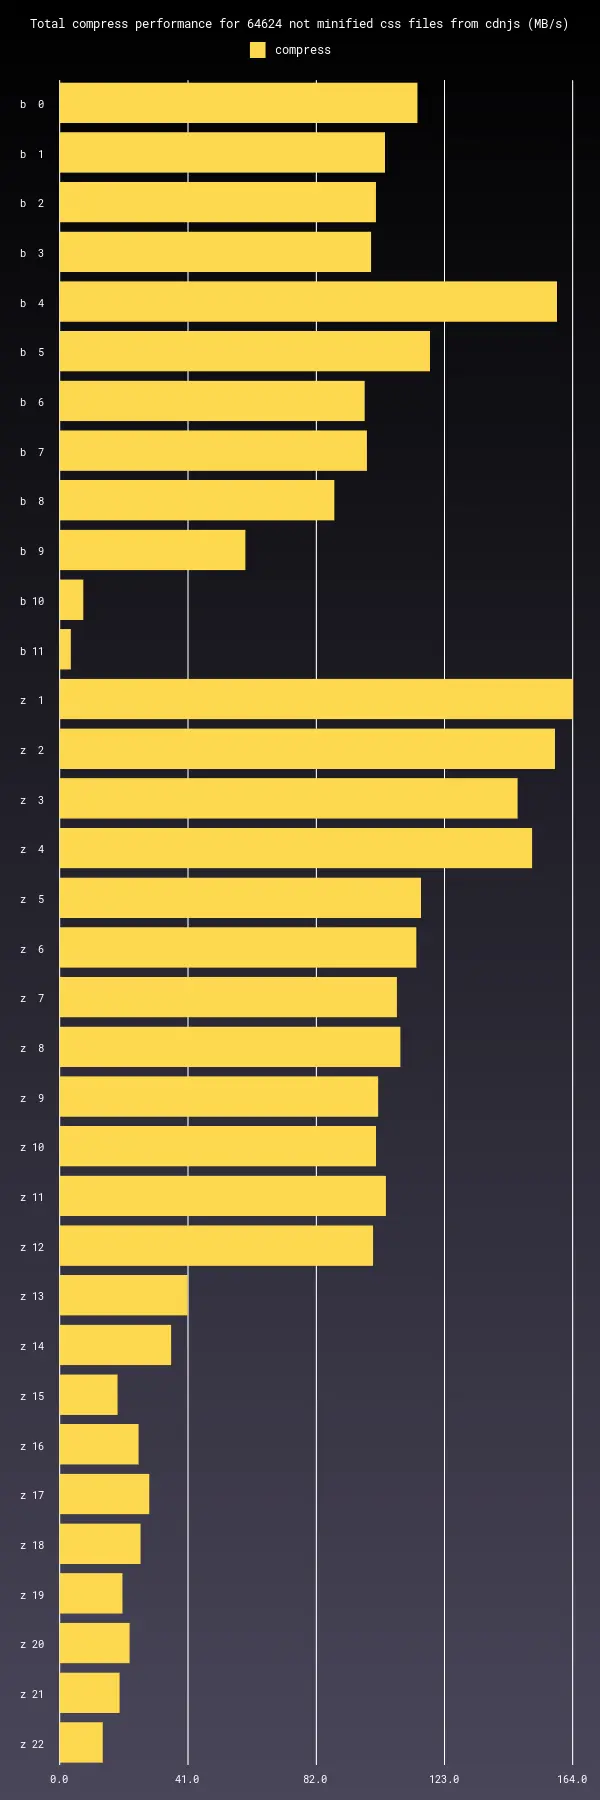 Total compress performance for 64624 not minified css files from cdnjs (MB/s)
compress
b  0
b  1
b  2
b  3
b  4
b  5
b  6
b  7
b  8
b  9
b 10
b 11
z  1
z  2
z  3
z  4
z  5
z  6
z  7
z  8
z  9
z 10
z 11
z 12
z 13
z 14
z 15
z 16
z 17
z 18
z 19
z 20
z 21
z 22
0.0 41.0 82.0 123.0 164.0